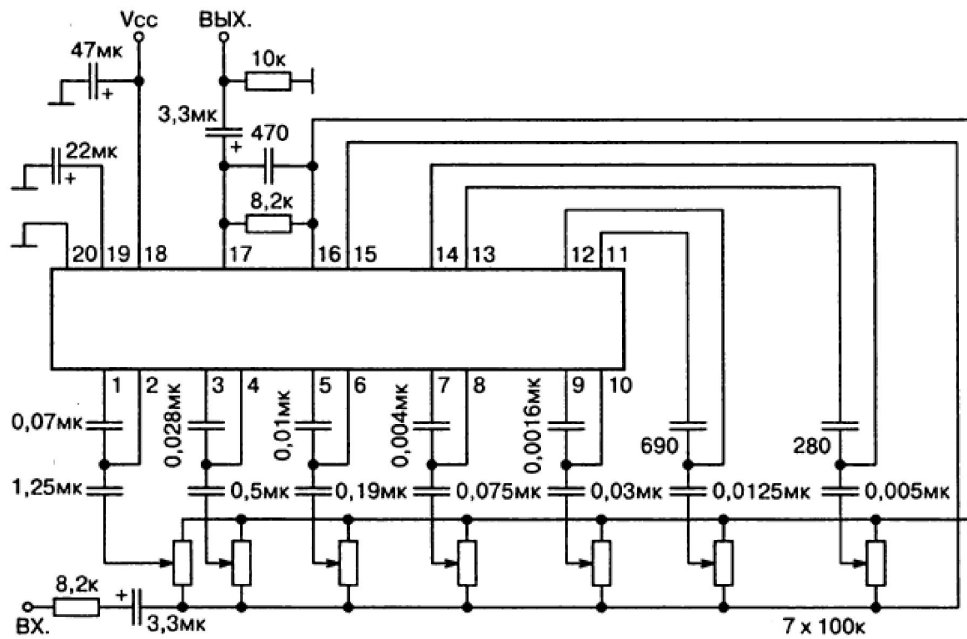 Vcc ВЫХ.
47мк
+
10к
3,3мк
+
470
22мк
+
8,2к
20 19 18 17 16 15 14 13 12 11
1 2 3 4 5 6 7 8 9 10
0,07мк 0,028мк 0,01мк 0,004мк 0,0016мк 690 280
1,25мк 0,5мк 0,19мк 0,075мк 0,03мк 0,0125мк 0,005мк
8,2к
+
ВХ. 3,3мк 7 x 100к